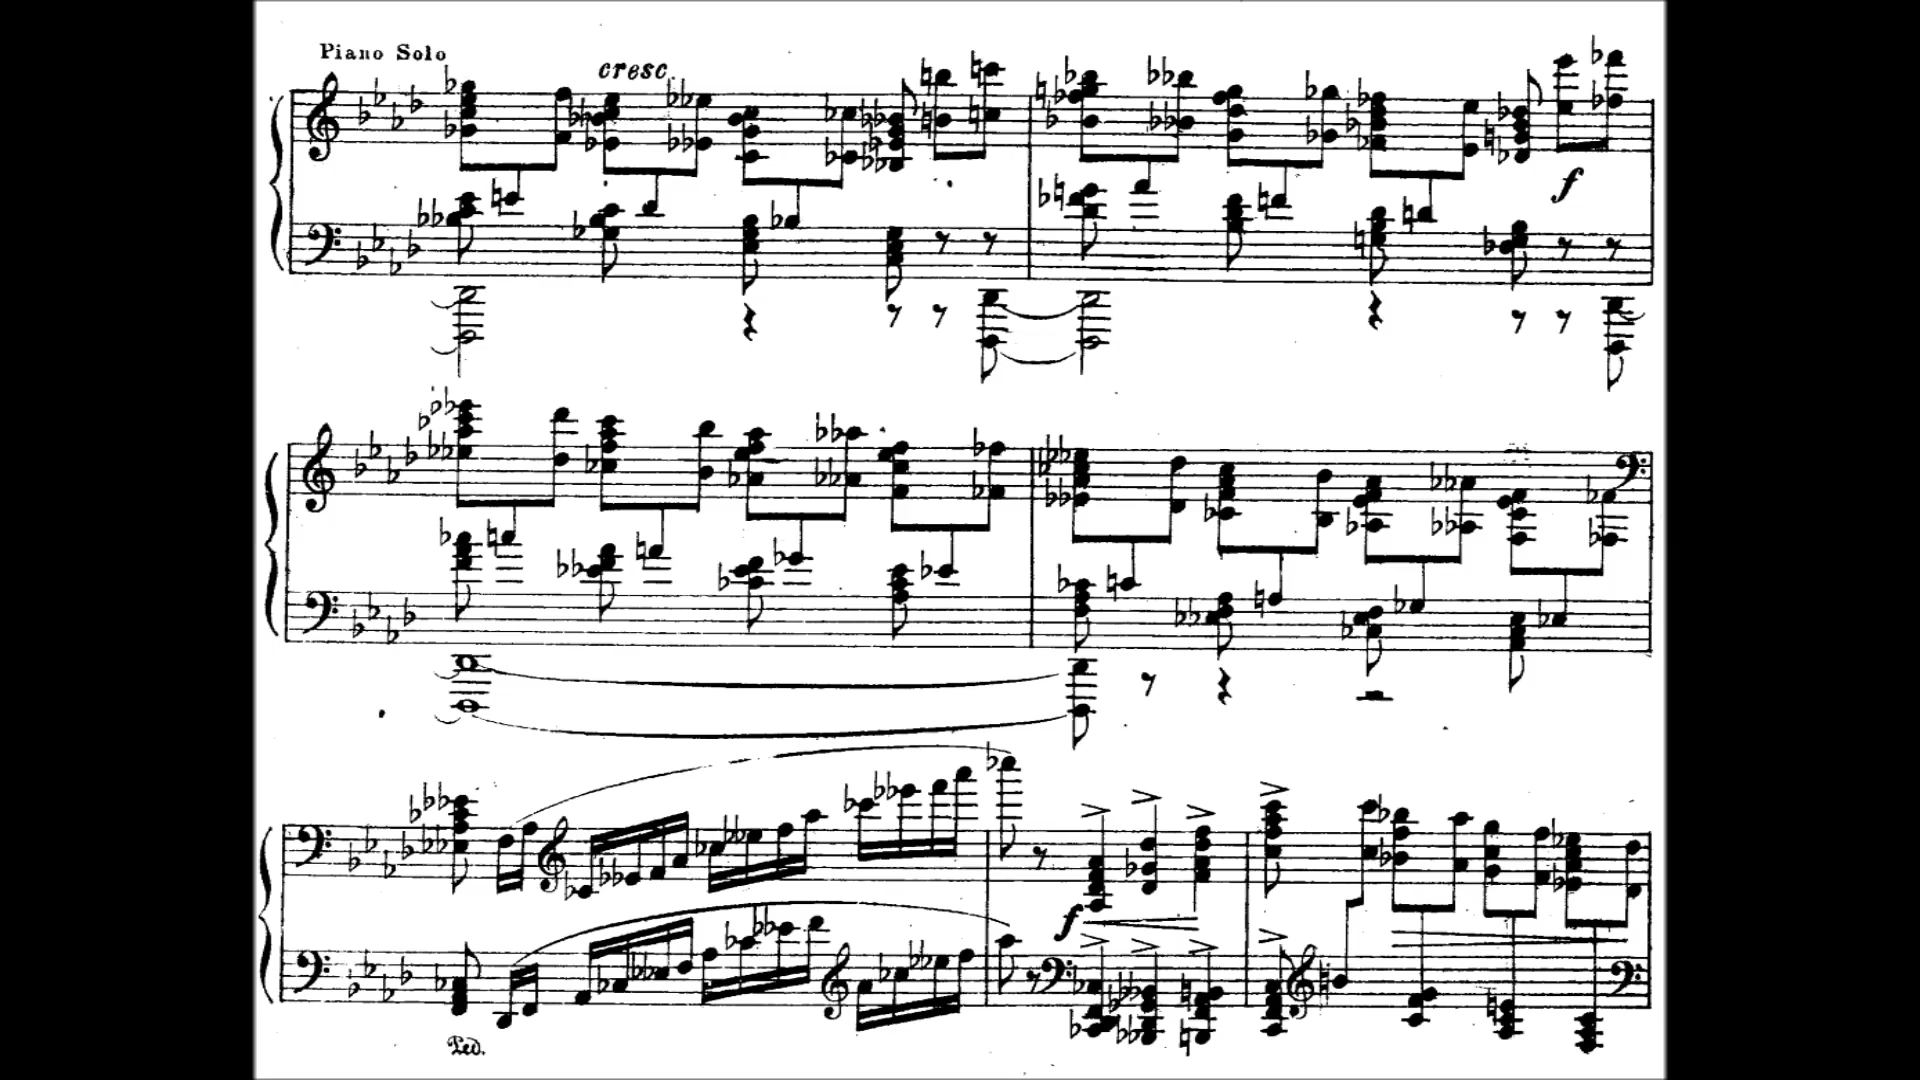 Piano Solo
cresc.
f
f
Ped.